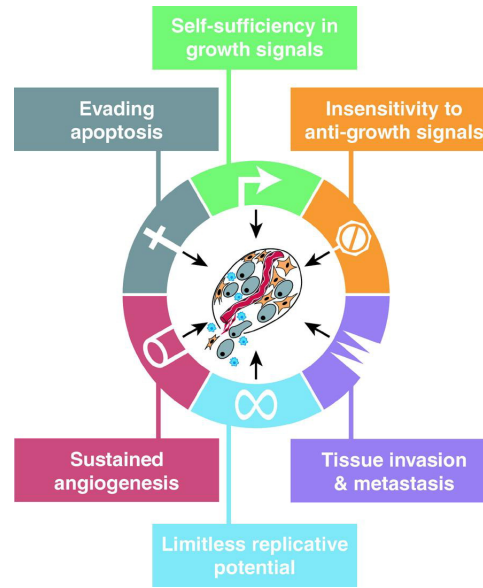 Self-sufficiency in
growth signals
Evading
apoptosis
Insensitivity to
anti-growth signals
Sustained
angiogenesis
Tissue invasion
& metastasis
Limitless replicative
potential